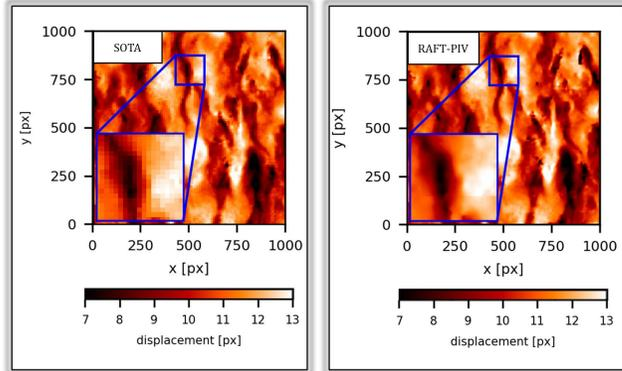 SOTA
1000
750
500
250
0
y [px]
0 250 500 750 1000
x [px]
7 8 9 10 11 12 13
displacement [px]
RAFT-PIV
1000
750
500
250
0
y [px]
0 250 500 750 1000
x [px]
7 8 9 10 11 12 13
displacement [px]